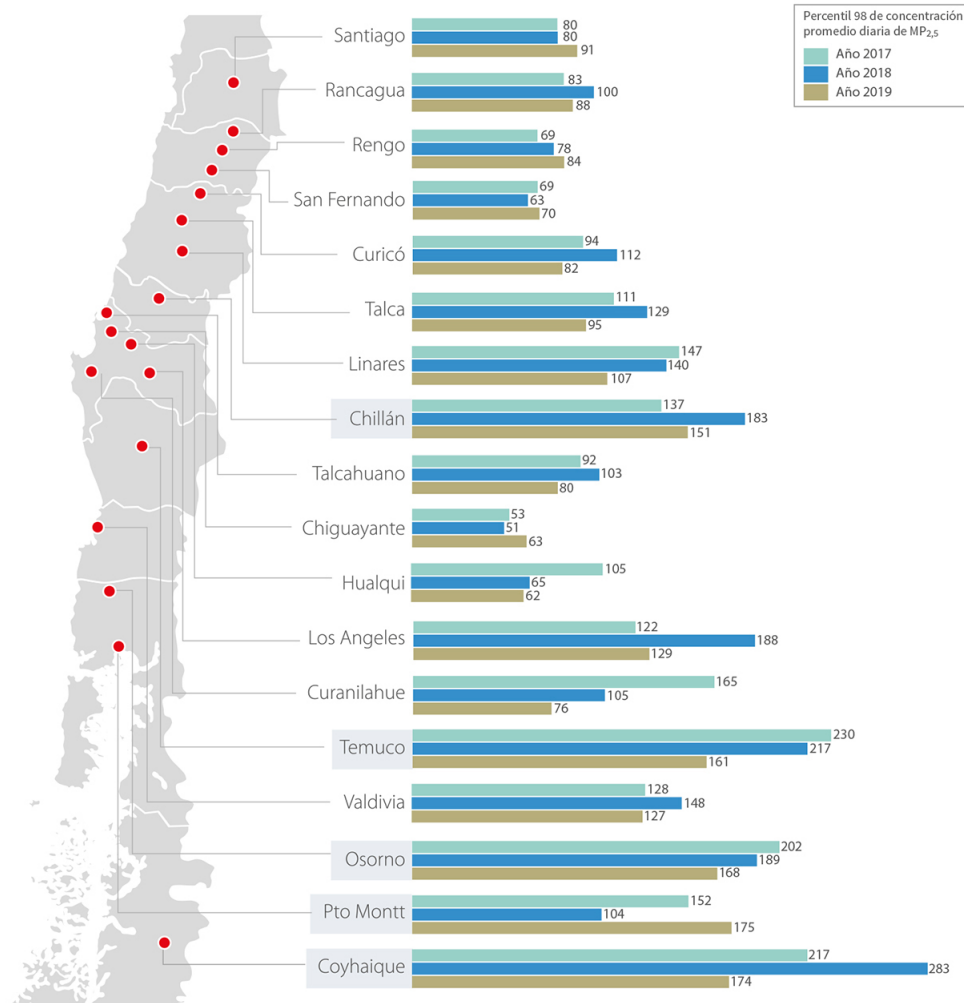 Percentil 98 de concentración
promedio diaria de MP2,5
Año 2017
Año 2018
Año 2019
Santiago
80
80
91
Rancagua
83
100
88
Rengo
69
78
84
San Fernando
69
63
70
Curicó
94
112
82
Talca
111
129
95
Linares
147
140
107
Chillán
137
183
151
Talcahuano
92
103
80
Chiguayante
53
51
63
Hualqui
105
65
62
Los Angeles
122
188
129
Curanilahue
165
105
76
Temuco
230
217
161
Valdivia
128
148
127
Osorno
202
189
168
Pto Montt
152
104
175
Coyhaique
217
283
174